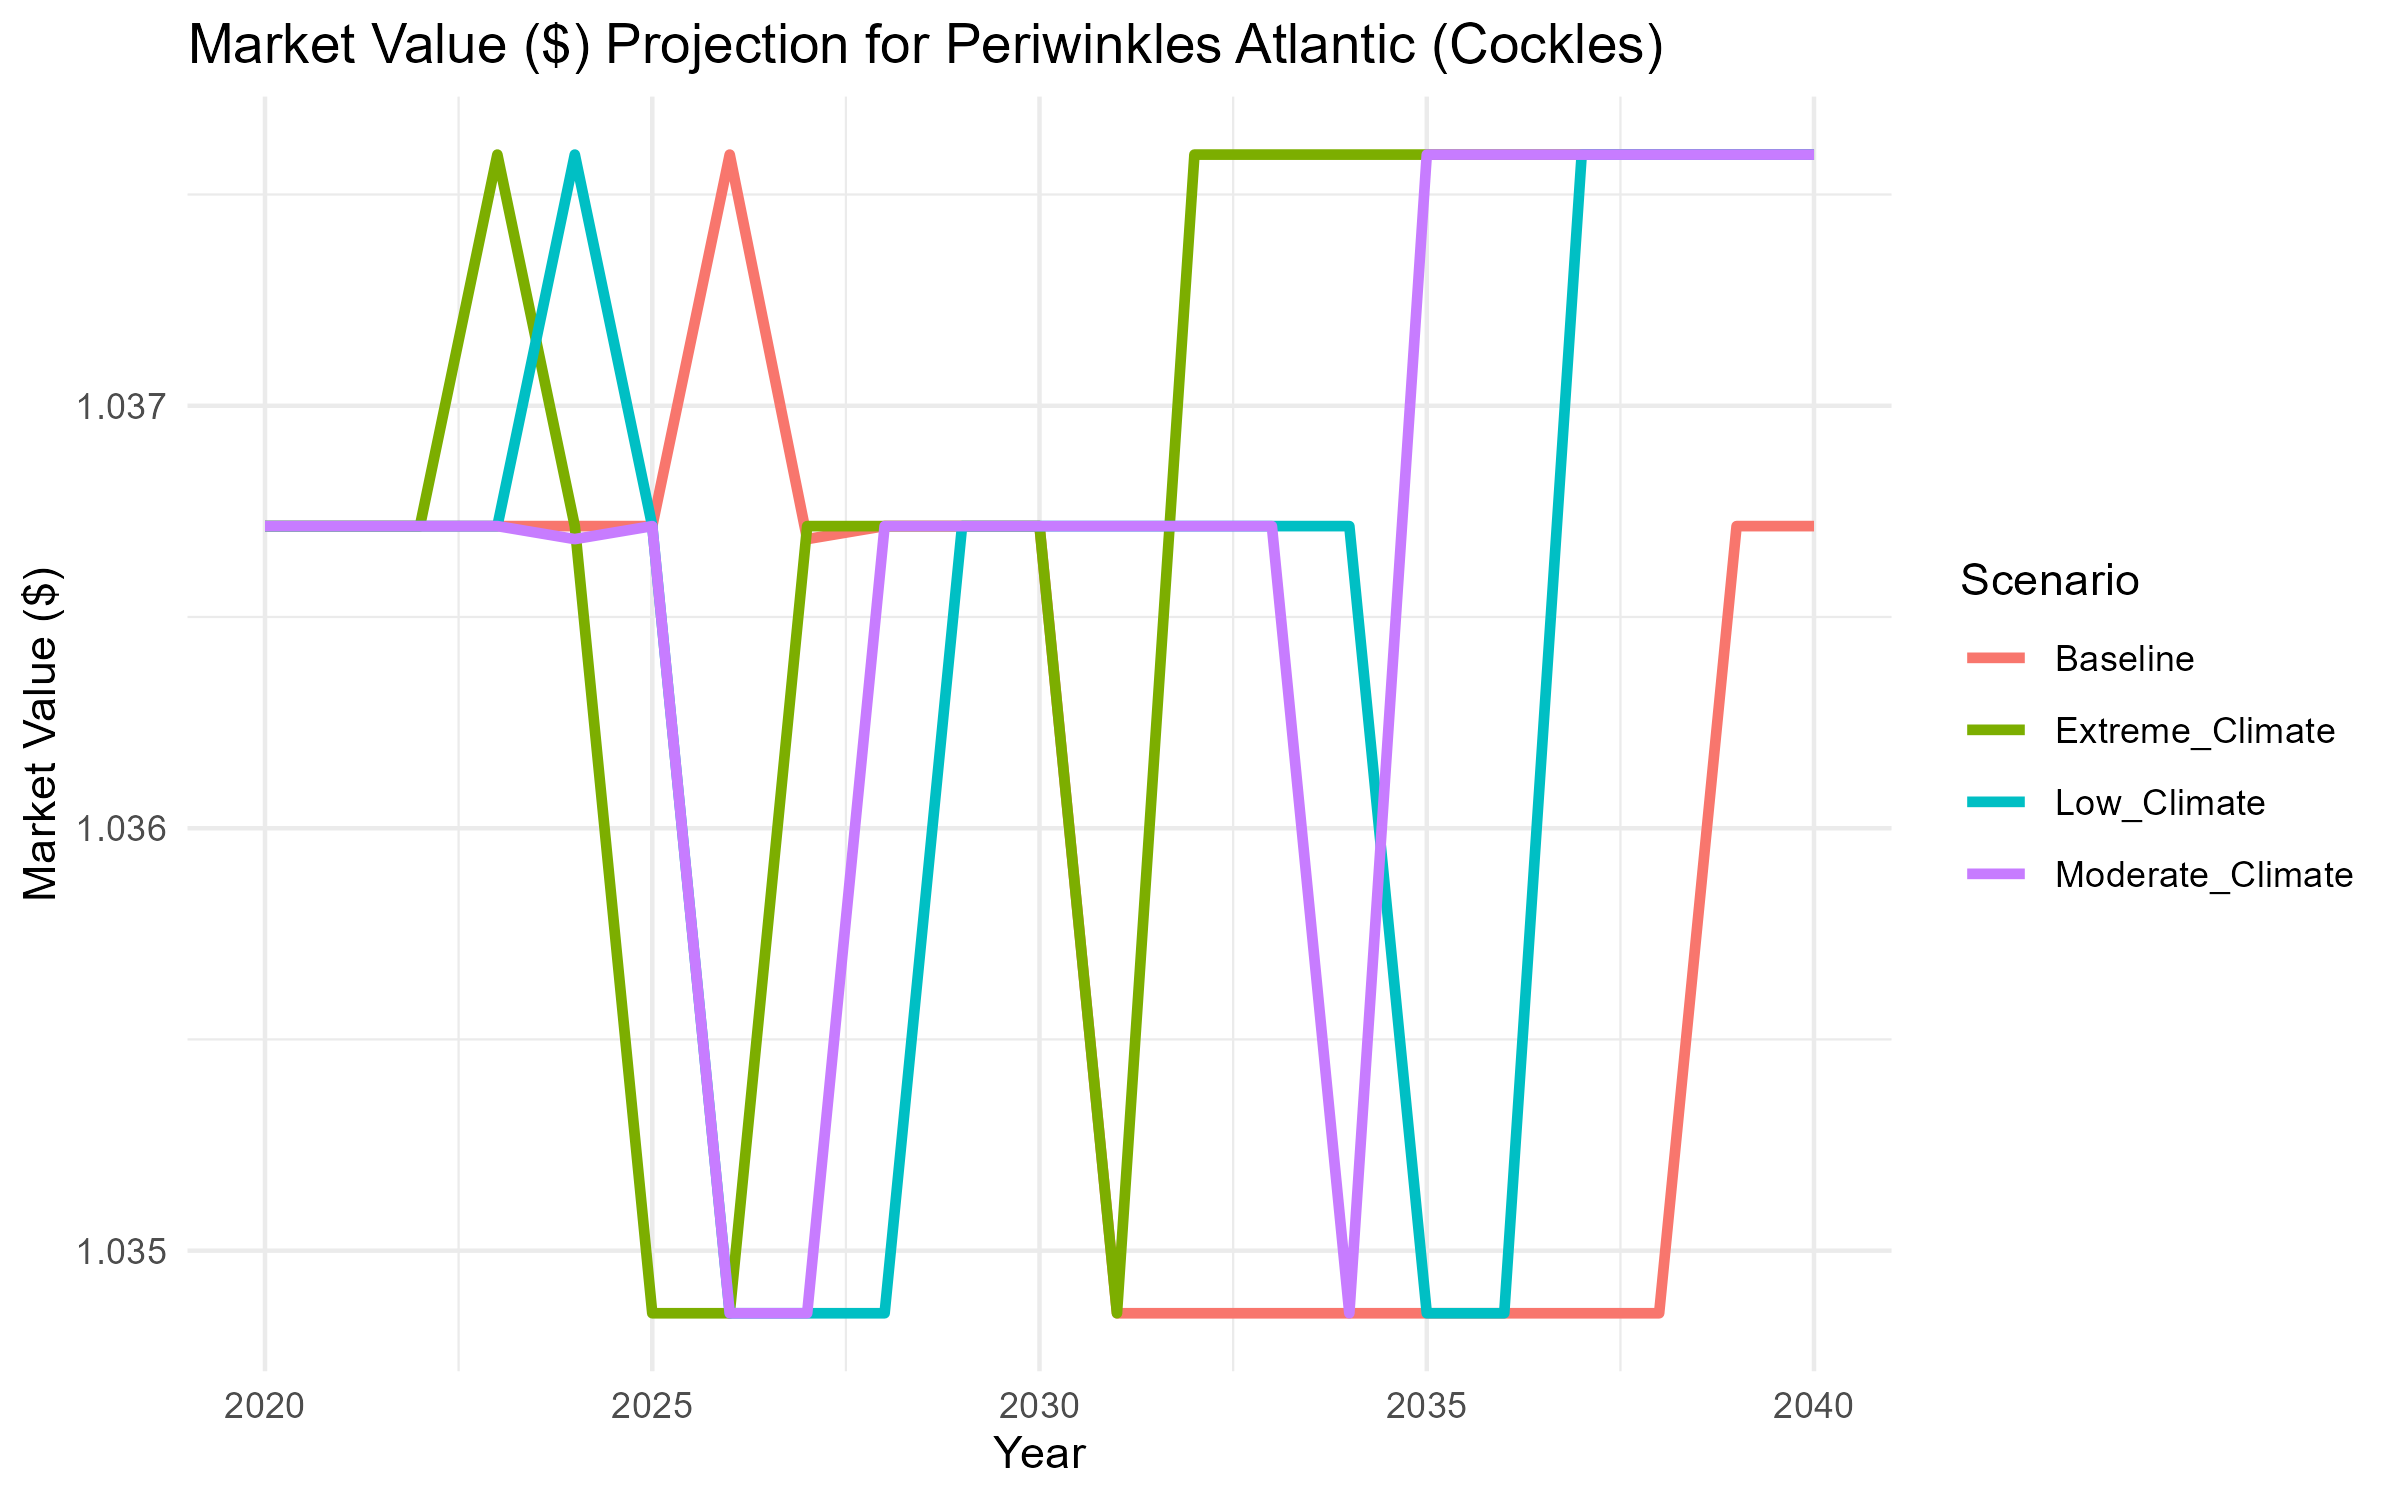 Market Value ($) Projection for Periwinkles Atlantic (Cockles)
Market Value ($)
1.037
1.036
1.035
2020 2025 2030 2035 2040
Year
Scenario
Baseline
Extreme_Climate
Low_Climate
Moderate_Climate